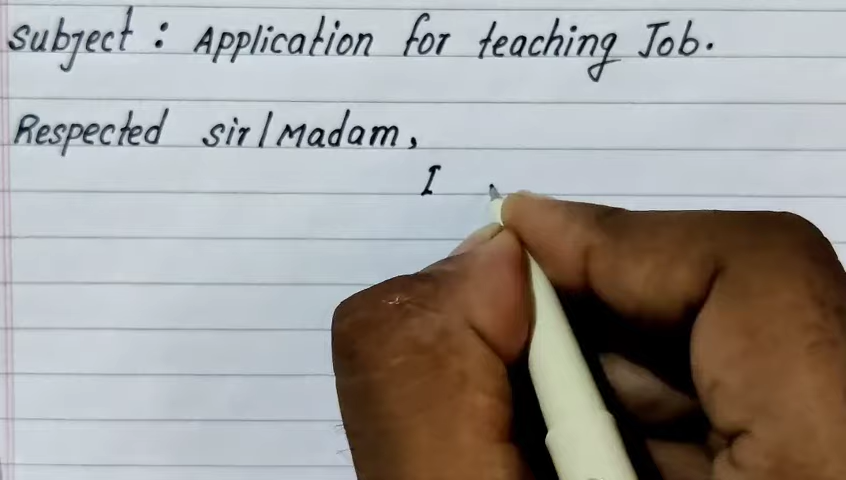 Subject : Application for teaching Job.
Respected sir/Madam,
I